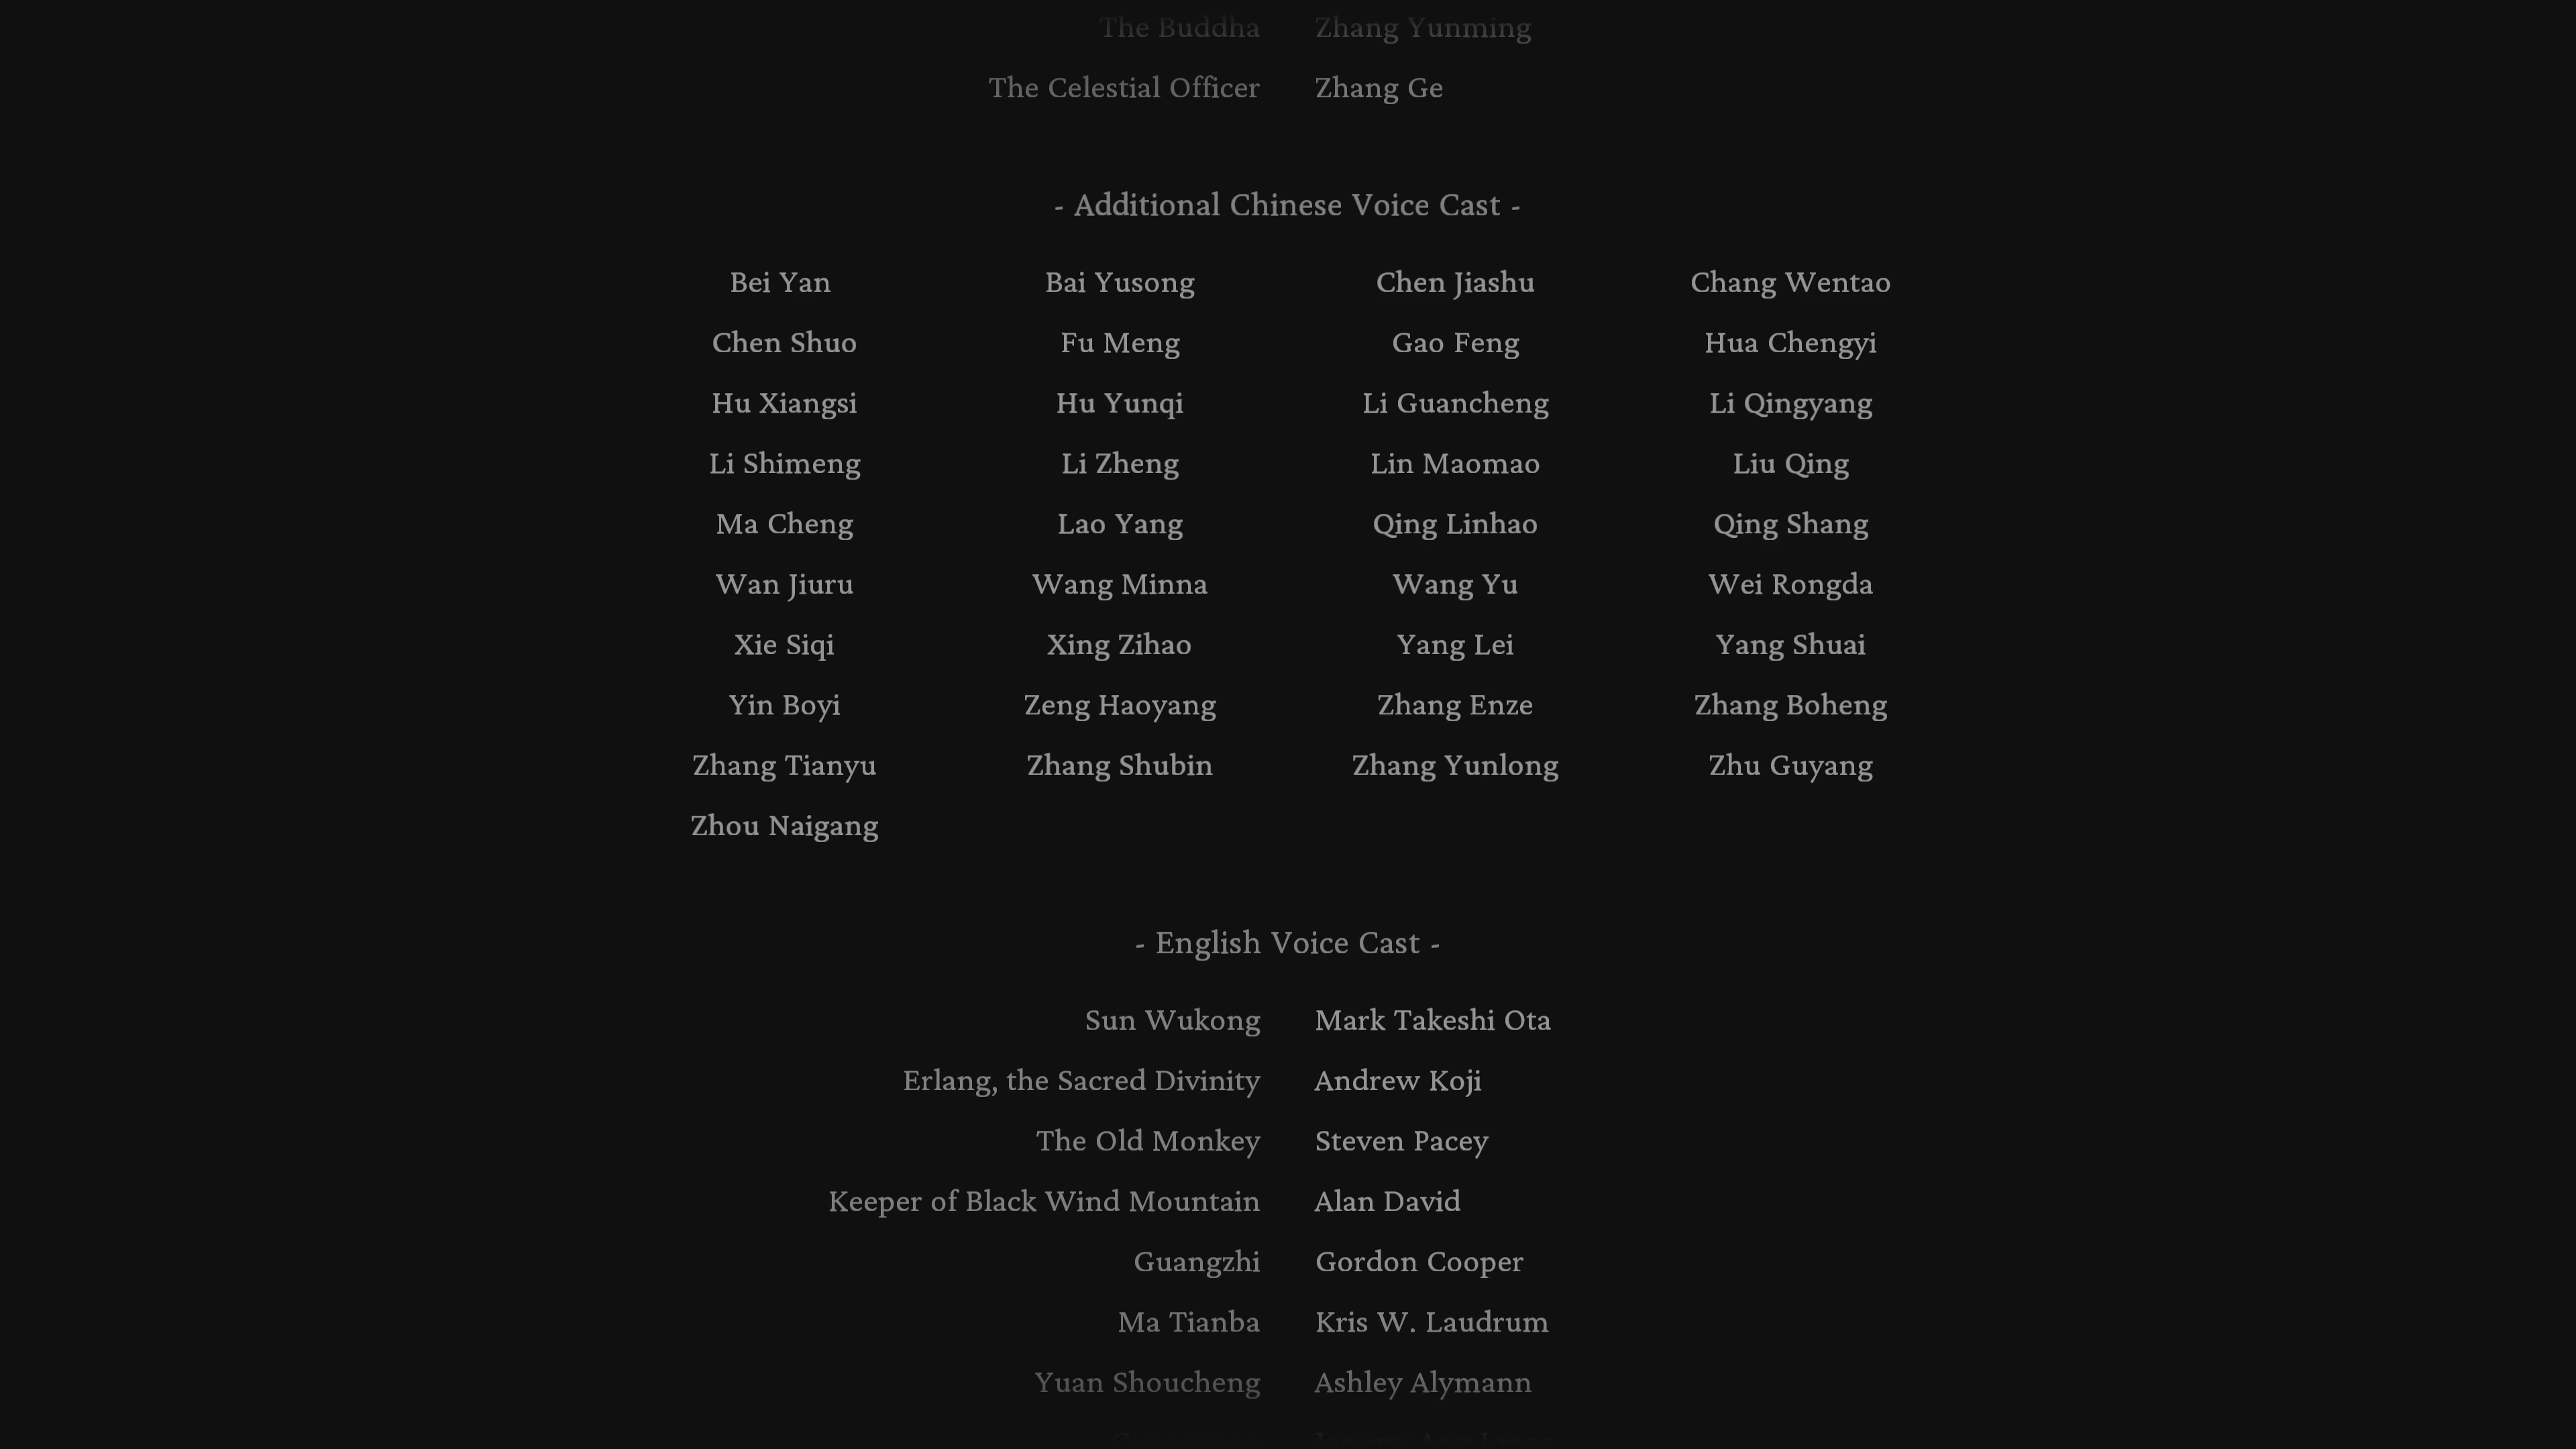 The Buddha Zhang Yunming
The Celestial Officer Zhang Ge
- Additional Chinese Voice Cast -
Bei Yan Bai Yusong Chen Jiashu Chang Wentao
Chen Shuo Fu Meng Gao Feng Hua Chengyi
Hu Xiangsi Hu Yunqi Li Guancheng Li Qingyang
Li Shimeng Li Zheng Lin Maomao Liu Qing
Ma Cheng Lao Yang Qing Linhao Qing Shang
Wan Jiuru Wang Minna Wang Yu Wei Rongda
Xie Siqi Xing Zihao Yang Lei Yang Shuai
Yin Boyi Zeng Haoyang Zhang Enze Zhang Boheng
Zhang Tianyu Zhang Shubin Zhang Yunlong Zhu Guyang
Zhou Naigang
- English Voice Cast -
Sun Wukong Mark Takeshi Ota
Erlang, the Sacred Divinity Andrew Koji
The Old Monkey Steven Pacey
Keeper of Black Wind Mountain Alan David
Guangzhi Gordon Cooper
Ma Tianba Kris W. Laudrum
Yuan Shoucheng Ashley Alymann